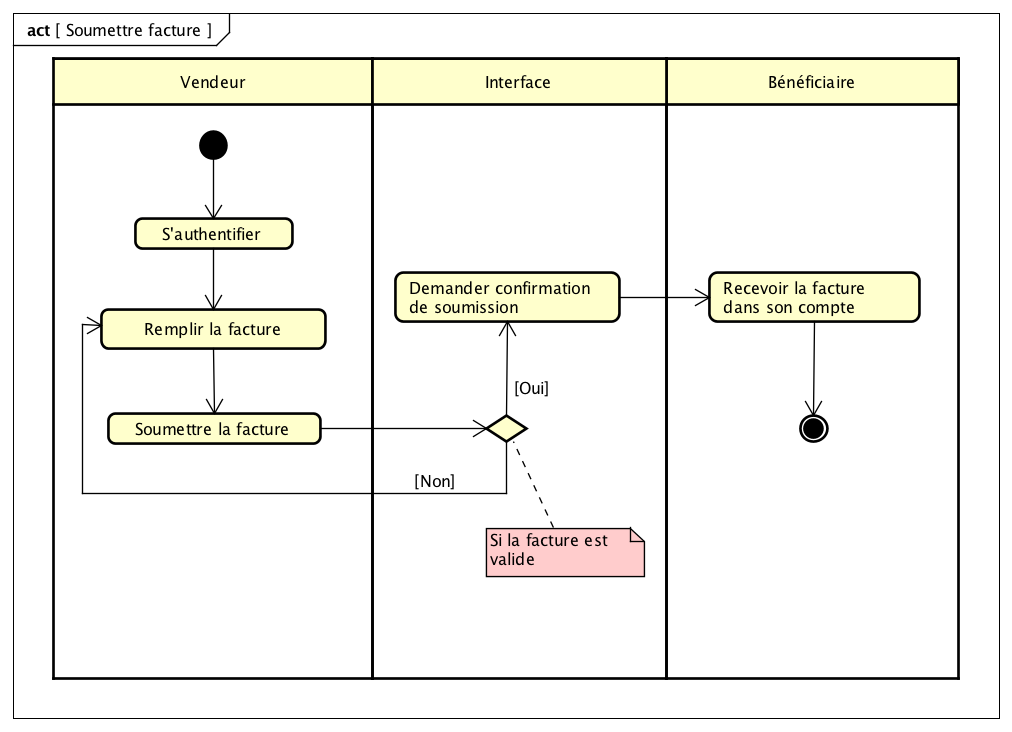 act [ Soumettre facture ]
Vendeur
Interface
Bénéficiaire
S'authentifier
Demander confirmation
de soumission
Recevoir la facture
dans son compte
Remplir la facture
[Oui]
Soumettre la facture
[Non]
Si la facture est
valide